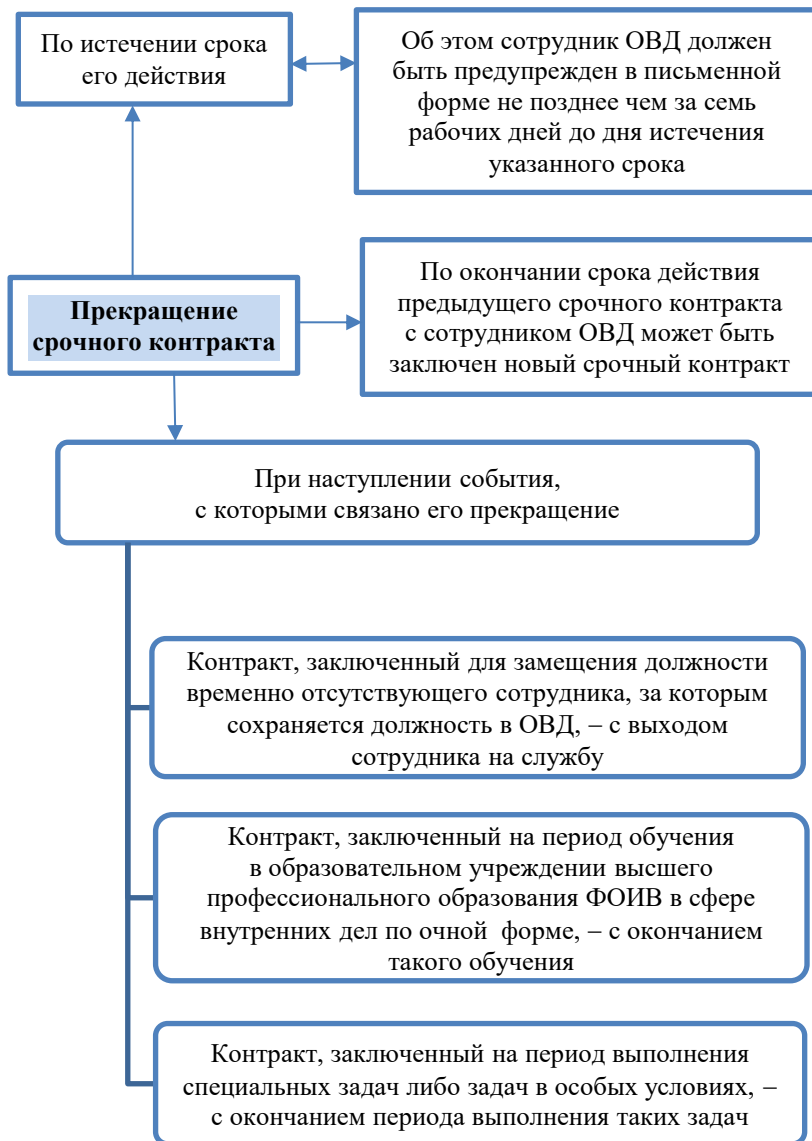 По истечении срока
его действия
Об этом сотрудник ОВД должен
быть предупрежден в письменной
форме не позднее чем за семь
рабочих дней до дня истечения
указанного срока
Прекращение
срочного контракта
По окончании срока действия
предыдущего срочного контракта
с сотрудником ОВД может быть
заключен новый срочный контракт
При наступлении события,
с которыми связано его прекращение
Контракт, заключенный для замещения должности
временно отсутствующего сотрудника, за которым
сохраняется должность в ОВД, – с выходом
сотрудника на службу
Контракт, заключенный на период обучения
в образовательном учреждении высшего
профессионального образования ФОИВ в сфере
внутренних дел по очной форме, – с окончанием
такого обучения
Контракт, заключенный на период выполнения
специальных задач либо задач в особых условиях, –
с окончанием периода выполнения таких задач